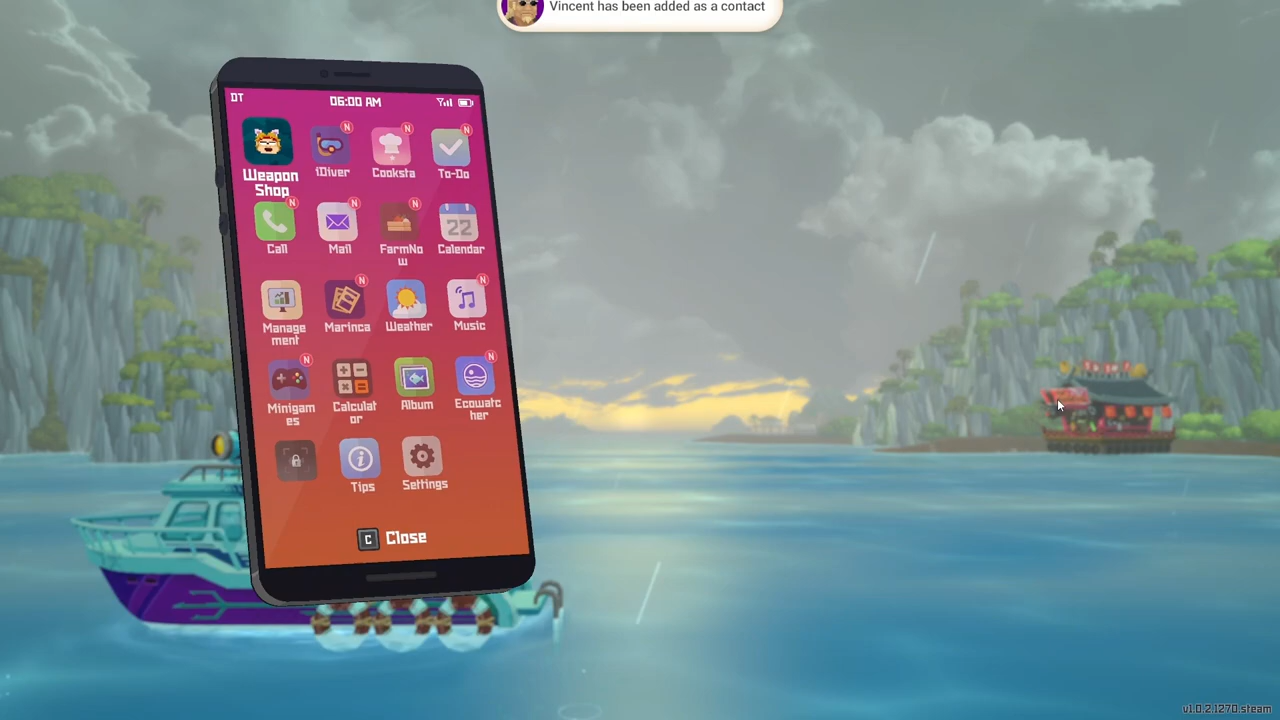 Vincent has been added as a contact
DT
06:00 AM
Weapon
Shop
N
iDiver
N
Cooksta
N
To-Do
N
Call
N
Mail
N
FarmNo
w
22
Calendar
Manage
ment
N
Marinca
Weather
N
Music
N
Minigam
es
Calculat
or
Album
N
Ecowatc
her
Tips
Settings
C Close
v1.0.2.1270.steam